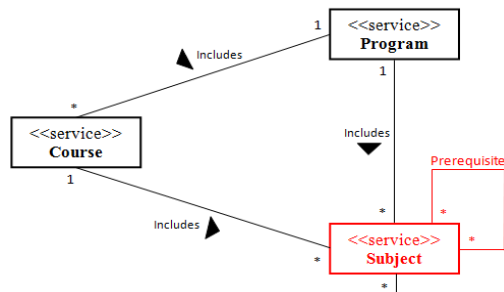 1
<<service>>
Program
Includes
1
*
<<service>>
Course
Includes
Prerequisite
1
Includes
*
*
<<service>>
Subject
*
*
*